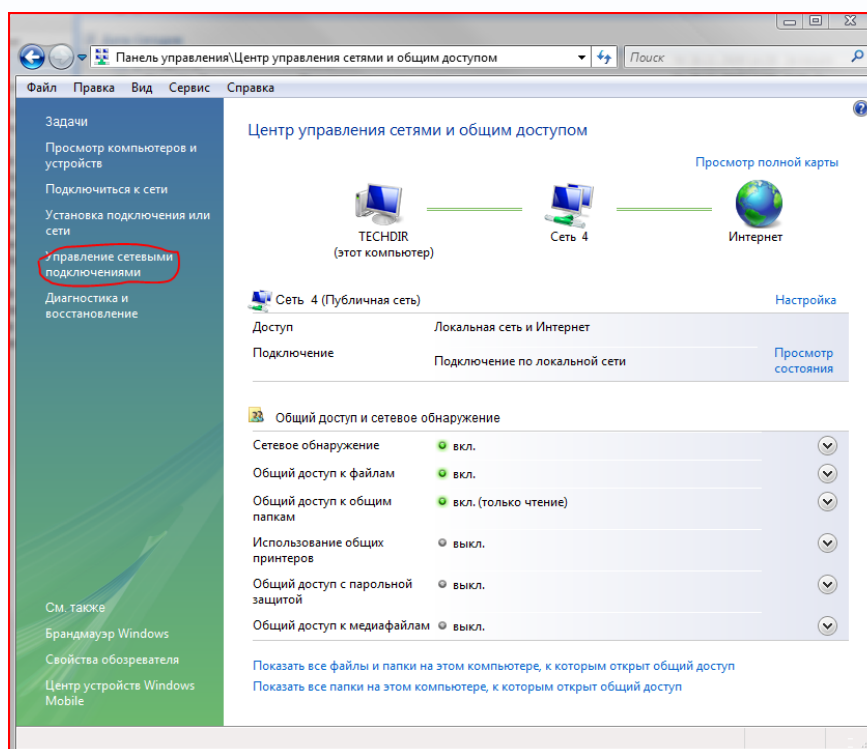 Панель управления\Центр управления сетями и общим доступом
Поиск
Файл Правка Вид Сервис Справка
Задачи
Просмотр компьютеров и
устройств
Подключиться к сети
Установка подключения или
сети
Управление сетевыми
подключениями
Диагностика и
восстановление
См. также
Брандмауэр Windows
Свойства обозревателя
Центр устройств Windows
Mobile
Центр управления сетями и общим доступом
Просмотр полной карты
TECHDIR
(этот компьютер)
Сеть 4
Интернет
Сеть 4 (Публичная сеть)
Настройка
Доступ
Локальная сеть и Интернет
Подключение
Подключение по локальной сети
Просмотр
состояния
Общий доступ и сетевое обнаружение
Сетевое обнаружение
вкл.
Общий доступ к файлам
вкл.
Общий доступ к общим
папкам
вкл. (только чтение)
Использование общих
принтеров
выкл.
Общий доступ с парольной
защитой
выкл.
Общий доступ к медиафайлам
выкл.
Показать все файлы и папки на этом компьютере, к которым открыт общий доступ
Показать все папки на этом компьютере, к которым открыт общий доступ